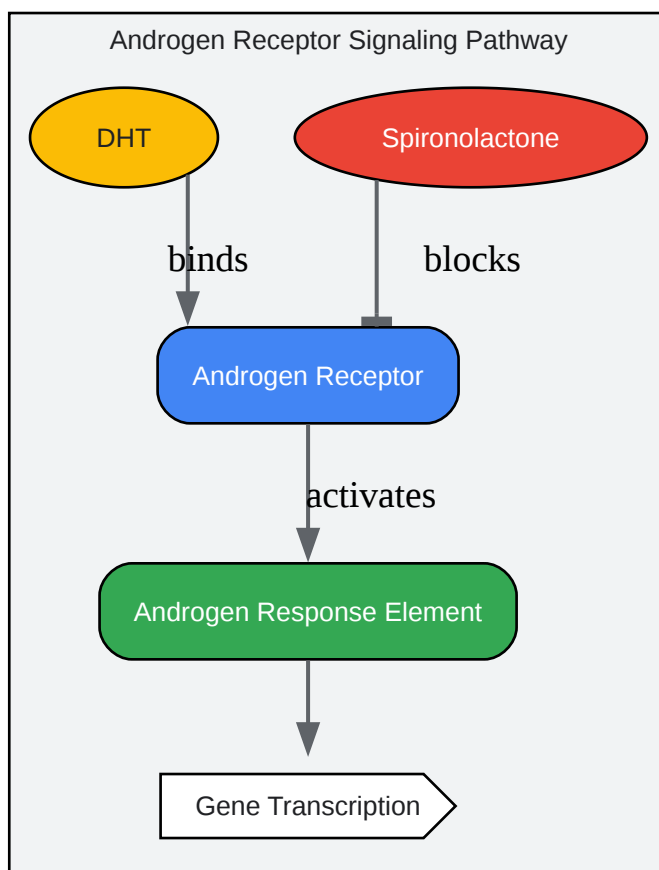 Androgen Receptor Signaling Pathway
DHT
Spironolactone
binds
blocks
Androgen Receptor
activates
Androgen Response Element
Gene Transcription